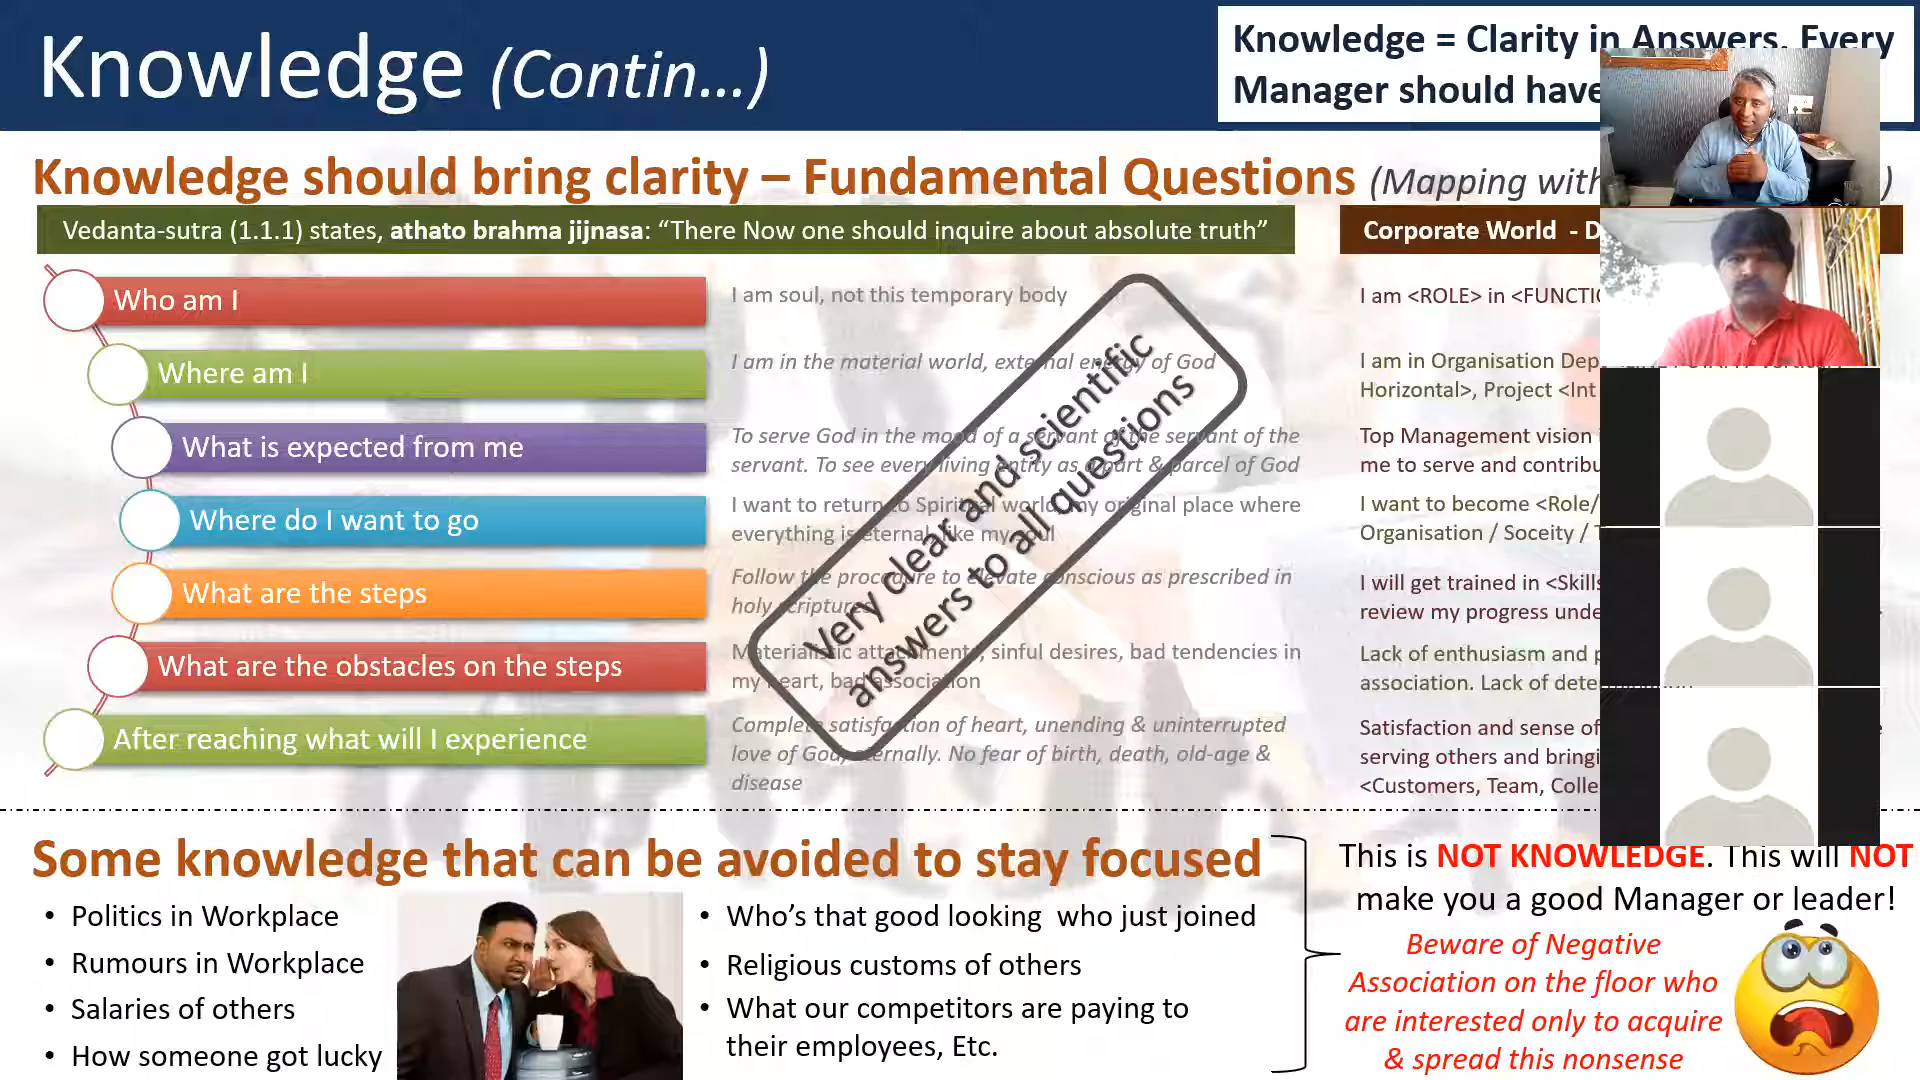 Knowledge (Contin...)
Knowledge = Clarity in Answers. Every
Manager should have
Knowledge should bring clarity – Fundamental Questions (Mapping with
Vedanta-sutra (1.1.1) states, athato brahma jijnasa: “There Now one should inquire about absolute truth”
Corporate World - D
Who am I
I am soul, not this temporary body
I am <ROLE> in
Where am I
I am in the material world, external energy of God
I am in Organisation
Horizontal>, Project <Int
What is expected from me
To serve God in the mood of a servant of the servant of the
servant. To see every living entity as a part & parcel of God
Top Management vision
me to serve and
Where do I want to go
I want to return to Spiritual world, my original place where
everything is eternal, like my soul
I want to become <Role/
Organisation / Soceity /
What are the steps
Follow the procedure to elevate conscious as prescribed in
holy scriptures
I will get trained in <Skills
review my progress
What are the obstacles on the steps
Materialistic attachments, sinful desires, bad tendencies in
my heart, bad association
Lack of enthusiasm and
association. Lack of
After reaching what will I experience
Complete satisfaction of heart, unending & uninterrupted
love of God, eternally. No fear of birth, death, old-age &
disease
Satisfaction and sense of
serving others and
<Customers, Team,
Very clear and scientific
answers to all questions
Some knowledge that can be avoided to stay focused
• Politics in Workplace
• Rumours in Workplace
• Salaries of others
• How someone got lucky
• Who’s that good looking who just joined
• Religious customs of others
• What our competitors are paying to
their employees, Etc.
This is NOT KNOWLEDGE. This will NOT
make you a good Manager or leader!
Beware of Negative
Association on the floor who
are interested only to acquire
& spread this nonsense